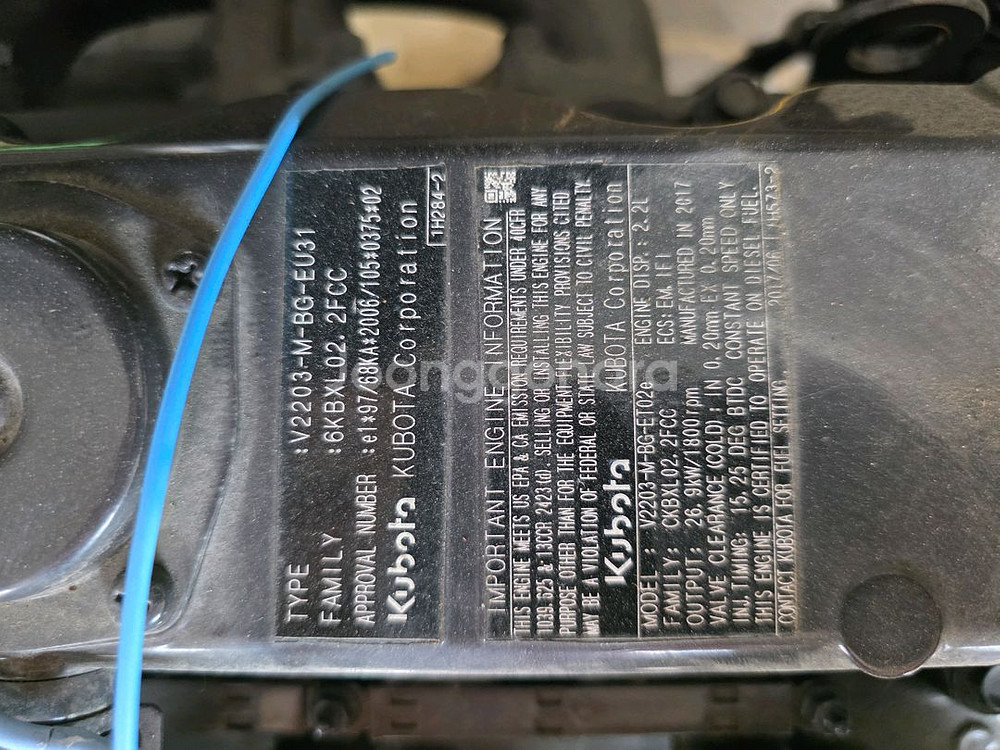 TYPE :V2203-M-BG-EU31
FAMILY :6KBXL02.2FCC
APPROVAL NUMBER :e1*97/68KA*2006/105*0375*02
Kubota KUBOTA Corporation
1H284-2
IMPORTANT ENGINE INFORMATION
THIS ENGINE MEETS US EPA & CA EMISSION REQUIREMENTS UNDER 40CFR
1039.625 & 13CCR 2423(d). SELLING OR INSTALLING THIS ENGINE FOR ANY
PURPOSE OTHER THAN FOR THE EQUIPMENT FLEXIBILITY PROVISIONS CITED
MAY BE A VIOLATION OF FEDERAL OR STATE LAW SUBJECT TO CIVIL PENALTY.
Kubota KUBOTA Corporation
MODEL: V2203-M-BG-ET02e ENGINE DISP.: 2.2L
FAMILY: CKBXL02.2FCC ECS: EM, IFI
OUTPUT: 26.9kW/1800rpm MANUFACTURED IN 2017
VALVE CLEARANCE (COLD): IN 0.20mm EX 0.20mm
INJ. TIMING: 15.25 DEG BTDC CONSTANT SPEED ONLY
THIS ENGINE IS CERTIFIED TO OPERATE ON DIESEL FUEL.
CONTACT KUBOTA FOR FUEL SETTING 2017/06